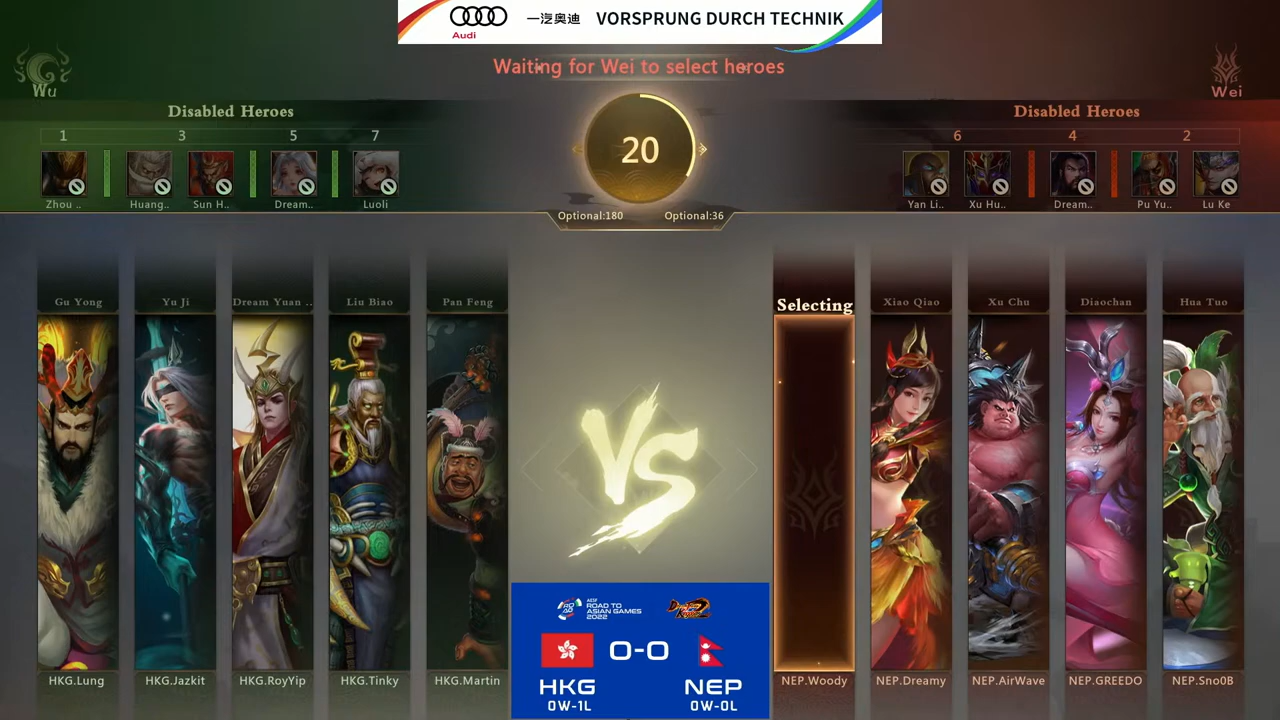 Audi
一汽奥迪
VORSPRUNG DURCH TECHNIK
Waiting for Wei to select heroes
Wu
Wei
Disabled Heroes
Disabled Heroes
1 3 5 7
6 4 2
20
Zhou .. Huang.. Sun H.. Dream.. Luoli
Yan Li.. Xu Hu.. Dream.. Pu Yu.. Lu Ke
Optional:180
Optional:36
Gu Yong
Yu Ji
Dream Yuan ..
Liu Biao
Pan Feng
Selecting
Xiao Qiao
Xu Chu
Diaochan
Hua Tuo
VS
AESF
ROAD TO
ASIAN GAMES
2022
0-0
HKG
NEP
0W-1L
0W-0L
HKG.Lung
HKG.Jazkit
HKG.RoyYip
HKG.Tinky
HKG.Martin
NEP.Woody
NEP.Dreamy
NEP.AirWave
NEP.GREEDO
NEP.Sno0B